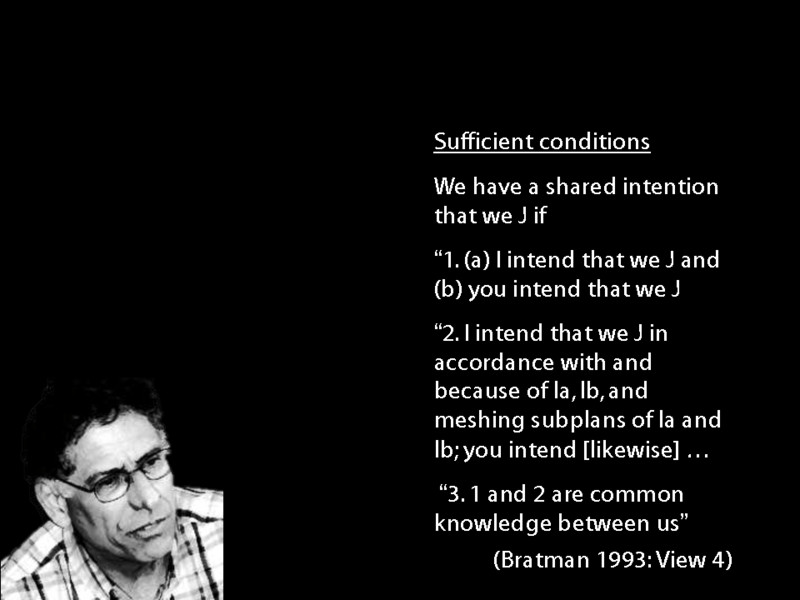 Sufficient conditions
We have a shared intention
that we J if
“1. (a) I intend that we J and
(b) you intend that we J
“2. I intend that we J in
accordance with and
because of la, lb, and
meshing subplans of la and
lb; you intend [likewise] …
“3. 1 and 2 are common
knowledge between us”
(Bratman 1993: View 4)